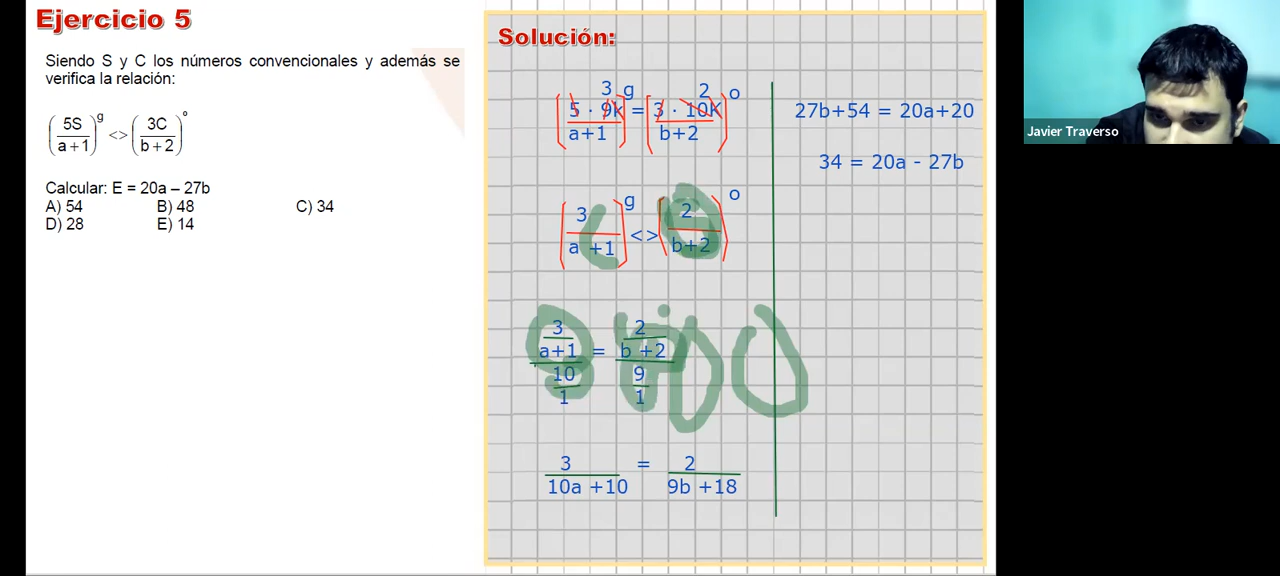 Ejercicio 5
Siendo S y C los números convencionales y además se
verifica la relación:
(5S / a+1)^g <> (3C / b+2)^°
Calcular: E = 20a – 27b
A) 54 B) 48 C) 34
D) 28 E) 14
Solución:
3 g 2 o
(5 · 9k / a+1) = (3 · 10K / b+2)
(3 / a +1)^g <> (2 / b+2)^o
3 / a+1 / 10 / 1 = 2 / b +2 / 9 / 1
3 / 10a +10 = 2 / 9b +18
27b+54 = 20a+20
34 = 20a - 27b
Javier Traverso